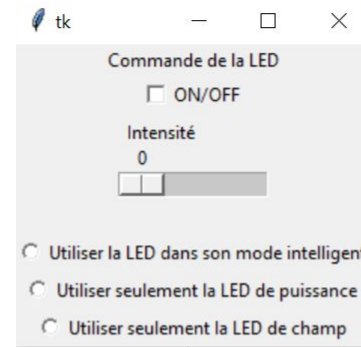 tk
Commande de la LED
ON/OFF
Intensité
0
Utiliser la LED dans son mode intelligent
Utiliser seulement la LED de puissance
Utiliser seulement la LED de champ